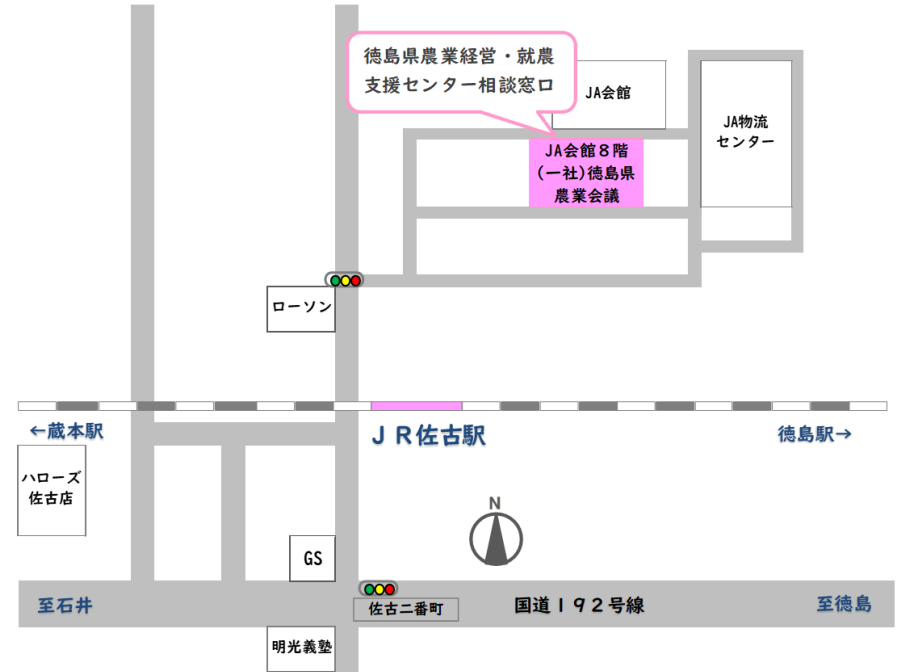 徳島県農業経営・就農
支援センター相談窓口
JA会館
JA物流
センター
JA会館８階
(一社)徳島県
農業会議
ローソン
←蔵本駅
ＪＲ佐古駅
徳島駅→
ハローズ
佐古店
N
GS
至石井
佐古二番町
国道１９２号線
至徳島
明光義塾